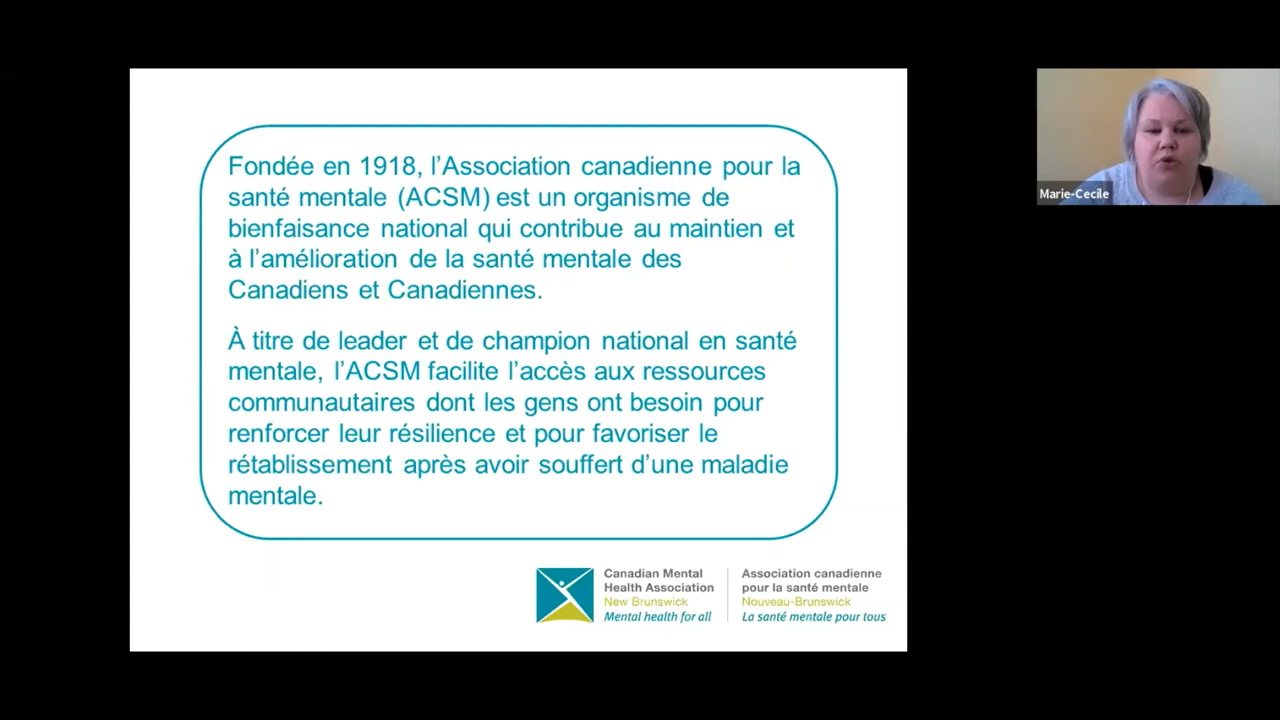 Fondée en 1918, l’Association canadienne pour la
santé mentale (ACSM) est un organisme de
bienfaisance national qui contribue au maintien et
à l’amélioration de la santé mentale des
Canadiens et Canadiennes.
À titre de leader et de champion national en santé
mentale, l’ACSM facilite l’accès aux ressources
communautaires dont les gens ont besoin pour
renforcer leur résilience et pour favoriser le
rétablissement après avoir souffert d’une maladie
mentale.
Canadian Mental
Health Association
New Brunswick
Mental health for all
Association canadienne
pour la santé mentale
Nouveau-Brunswick
La santé mentale pour tous
Marie-Cecile